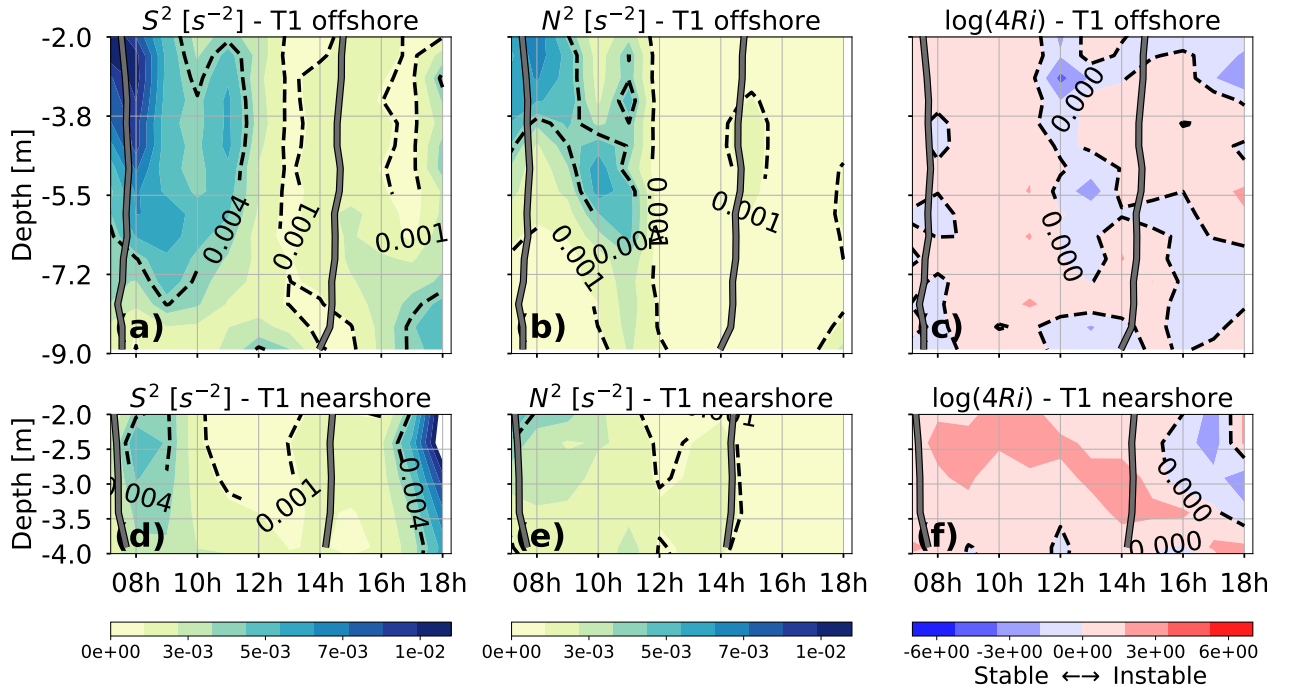 S² [s⁻²] - T1 offshore
N² [s⁻²] - T1 offshore
log(4Ri) - T1 offshore
Depth [m]
-2.0
-3.8
-5.5
-7.2
-9.0
0.004
0.001
0.001
a)
0.001
0.004
0.001
0.001
b)
0.000
0.000
c)
S² [s⁻²] - T1 nearshore
N² [s⁻²] - T1 nearshore
log(4Ri) - T1 nearshore
Depth [m]
-2.0
-2.5
-3.0
-3.5
-4.0
004
0.001
0.004
(d)
(e)
0.000
0.000
(f)
08h 10h 12h 14h 16h 18h
08h 10h 12h 14h 16h 18h
08h 10h 12h 14h 16h 18h
0e+00 3e-03 5e-03 7e-03 1e-02
0e+00 3e-03 5e-03 7e-03 1e-02
-6e+00 -3e+00 0e+00 3e+00 6e+00
Stable ←→ Instable